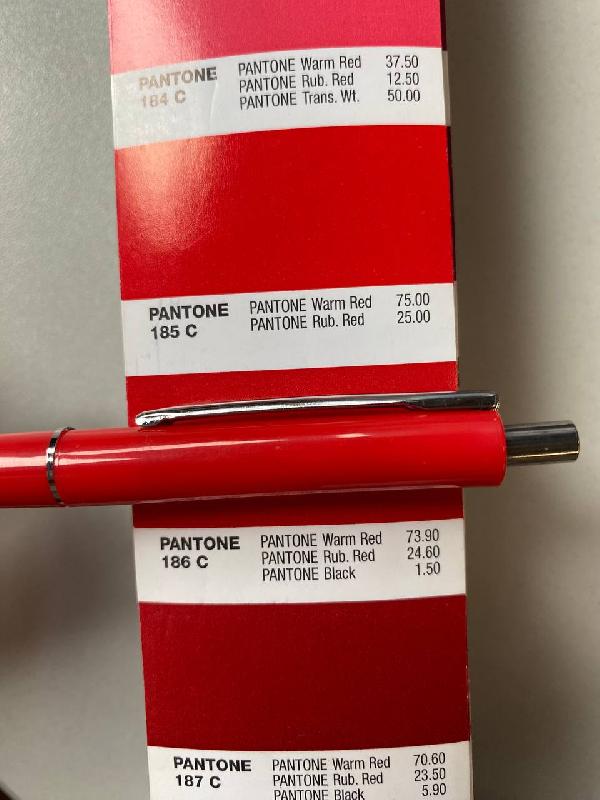 PANTONE
184 C
PANTONE Warm Red 37.50
PANTONE Rub. Red 12.50
PANTONE Trans. Wt. 50.00
PANTONE
185 C
PANTONE Warm Red 75.00
PANTONE Rub. Red 25.00
PANTONE
186 C
PANTONE Warm Red 73.90
PANTONE Rub. Red 24.60
PANTONE Black 1.50
PANTONE
187 C
PANTONE Warm Red 70.60
PANTONE Rub. Red 23.50
PANTONE Black 5.90